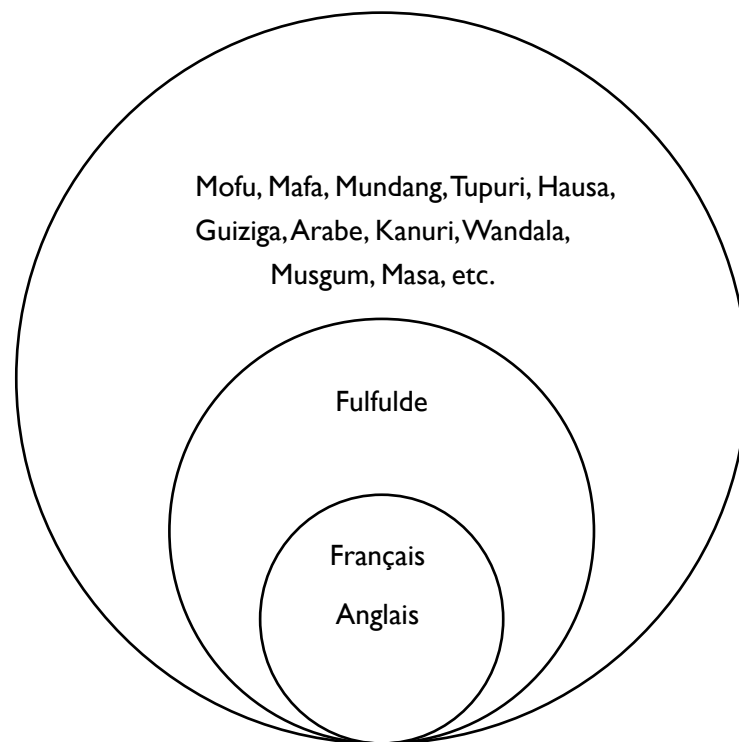 Mofu, Mafa, Mundang, Tupuri, Hausa,
Guiziga, Arabe, Kanuri, Wandala,
Musgum, Masa, etc.
Fulfulde
Français
Anglais